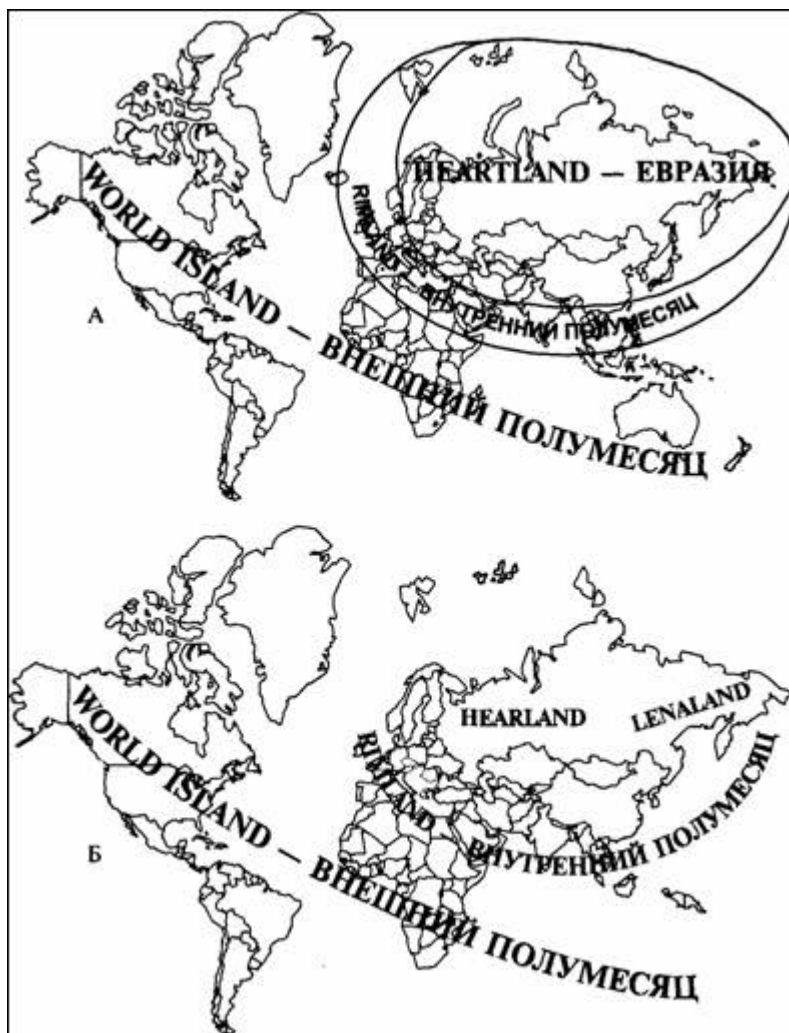 HEARTLAND — ЕВРАЗИЯ
RIMLAND — ВНУТРЕННИЙ ПОЛУМЕСЯЦ
WORLD ISLAND — ВНЕШНИЙ ПОЛУМЕСЯЦ
А
HEARLAND
LENALAND
RIMLAND
ВНУТРЕННИЙ ПОЛУМЕСЯЦ
WORLD ISLAND — ВНЕШНИЙ ПОЛУМЕСЯЦ
Б